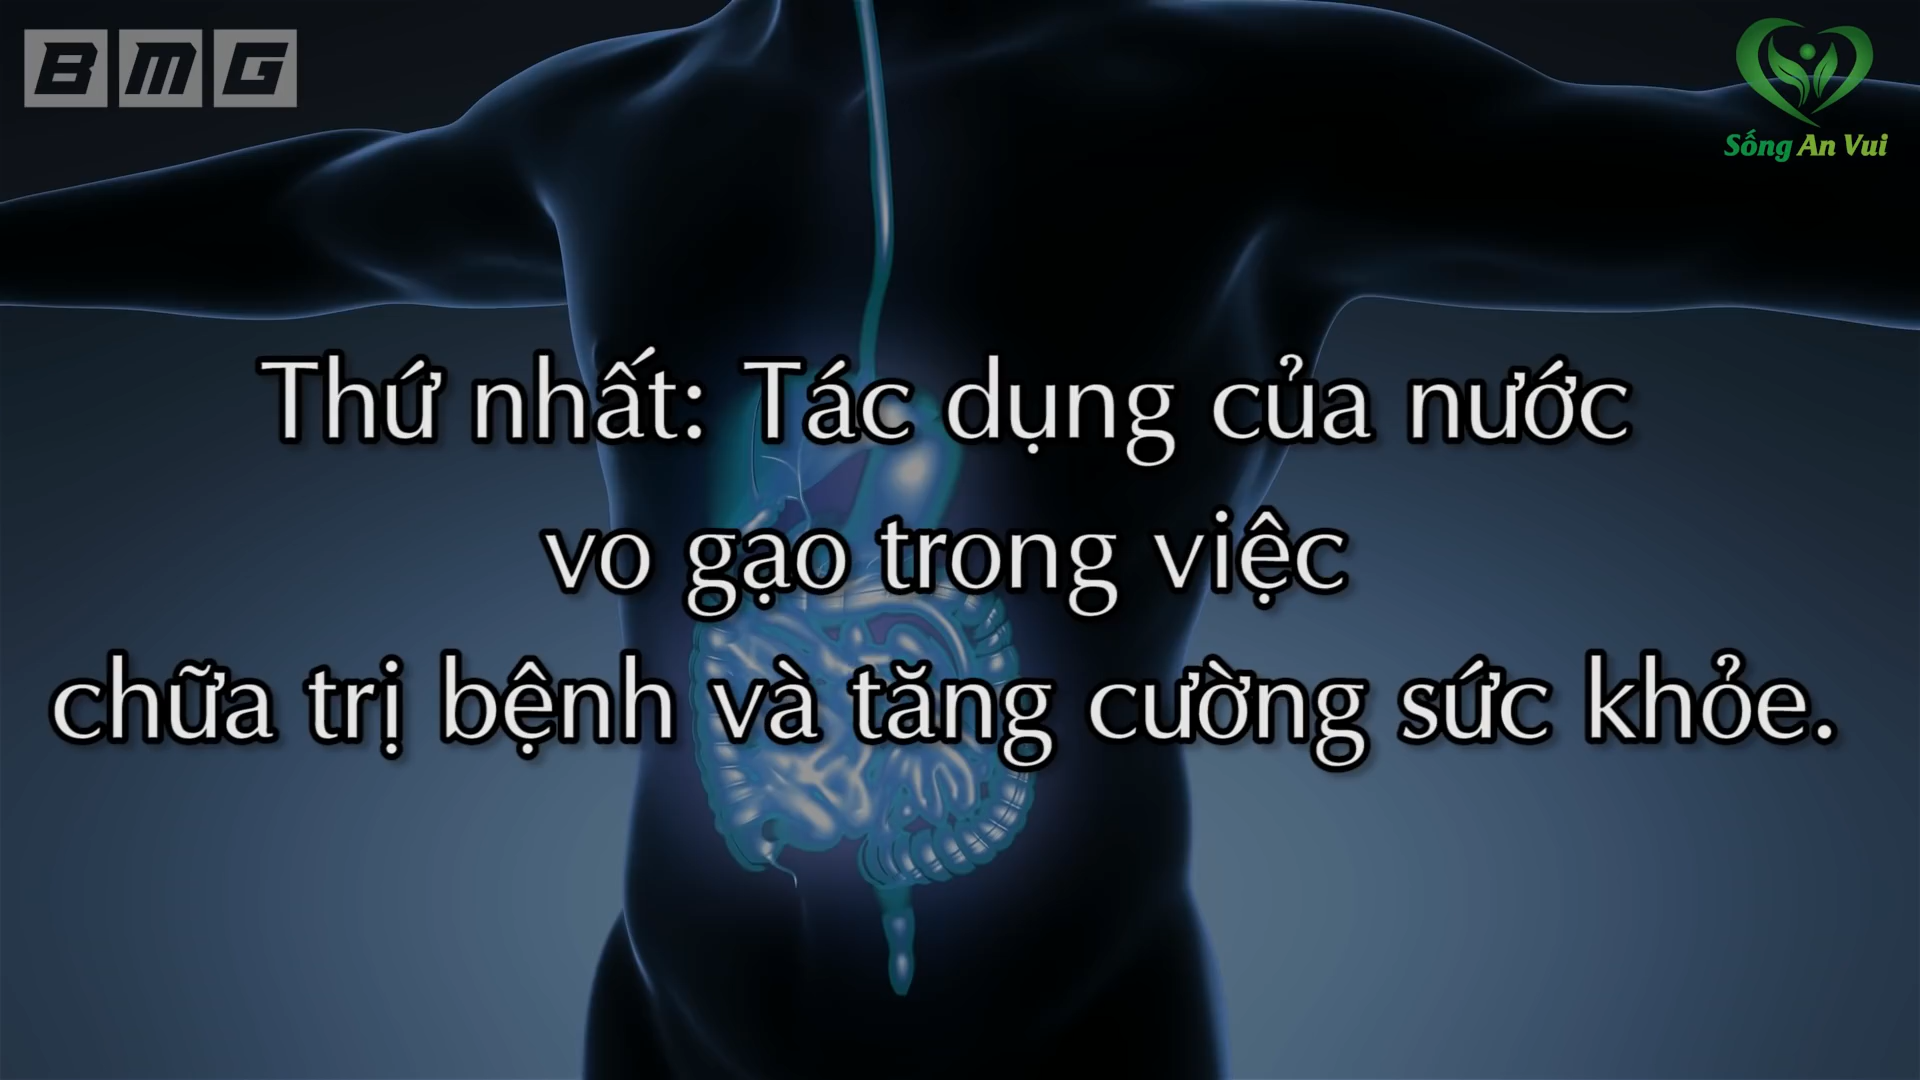 BMG
Sống An Vui
Thứ nhất: Tác dụng của nước
vo gạo trong việc
chữa trị bệnh và tăng cường sức khỏe.